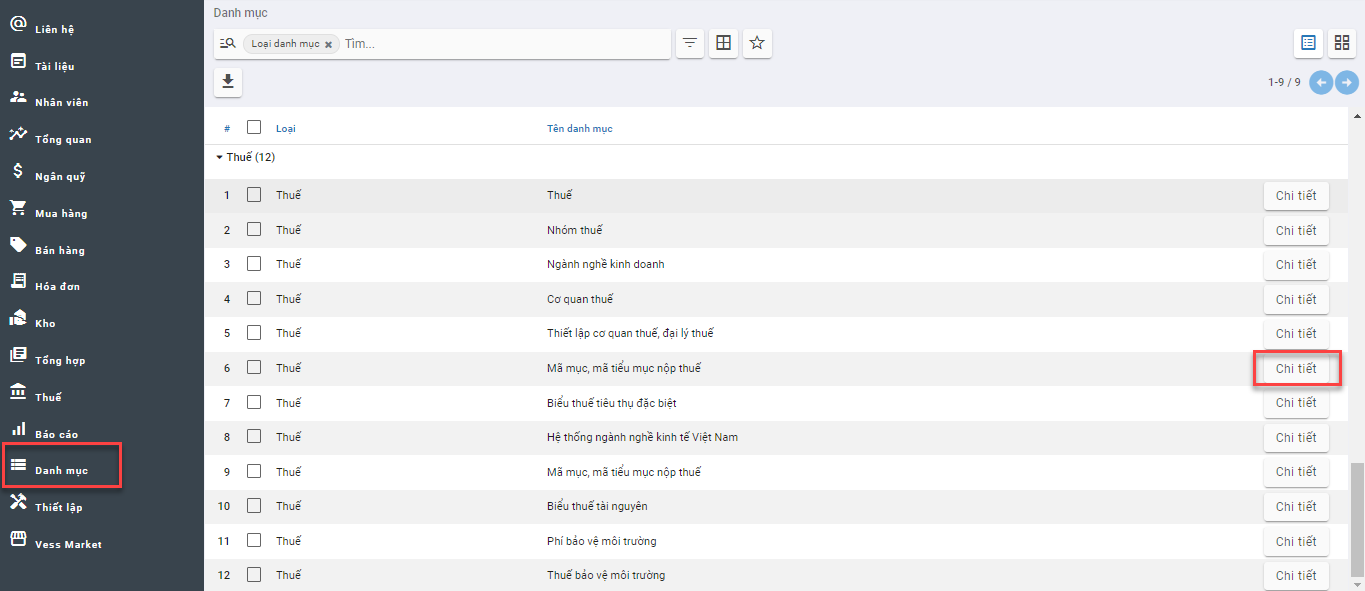 Liên hệ
Tài liệu
Nhân viên
Tổng quan
Ngân quỹ
Mua hàng
Bán hàng
Hóa đơn
Kho
Tổng hợp
Thuế
Báo cáo
Danh mục
Thiết lập
Vess Market
Danh mục
Loại danh mục × Tìm...
1-9 / 9
# Loại Tên danh mục
Thuế (12)
1 Thuế Thuế Chi tiết
2 Thuế Nhóm thuế Chi tiết
3 Thuế Ngành nghề kinh doanh Chi tiết
4 Thuế Cơ quan thuế Chi tiết
5 Thuế Thiết lập cơ quan thuế, đại lý thuế Chi tiết
6 Thuế Mã mục, mã tiểu mục nộp thuế Chi tiết
7 Thuế Biểu thuế tiêu thụ đặc biệt Chi tiết
8 Thuế Hệ thống ngành nghề kinh tế Việt Nam Chi tiết
9 Thuế Mã mục, mã tiểu mục nộp thuế Chi tiết
10 Thuế Biểu thuế tài nguyên Chi tiết
11 Thuế Phí bảo vệ môi trường Chi tiết
12 Thuế Thuế bảo vệ môi trường Chi tiết